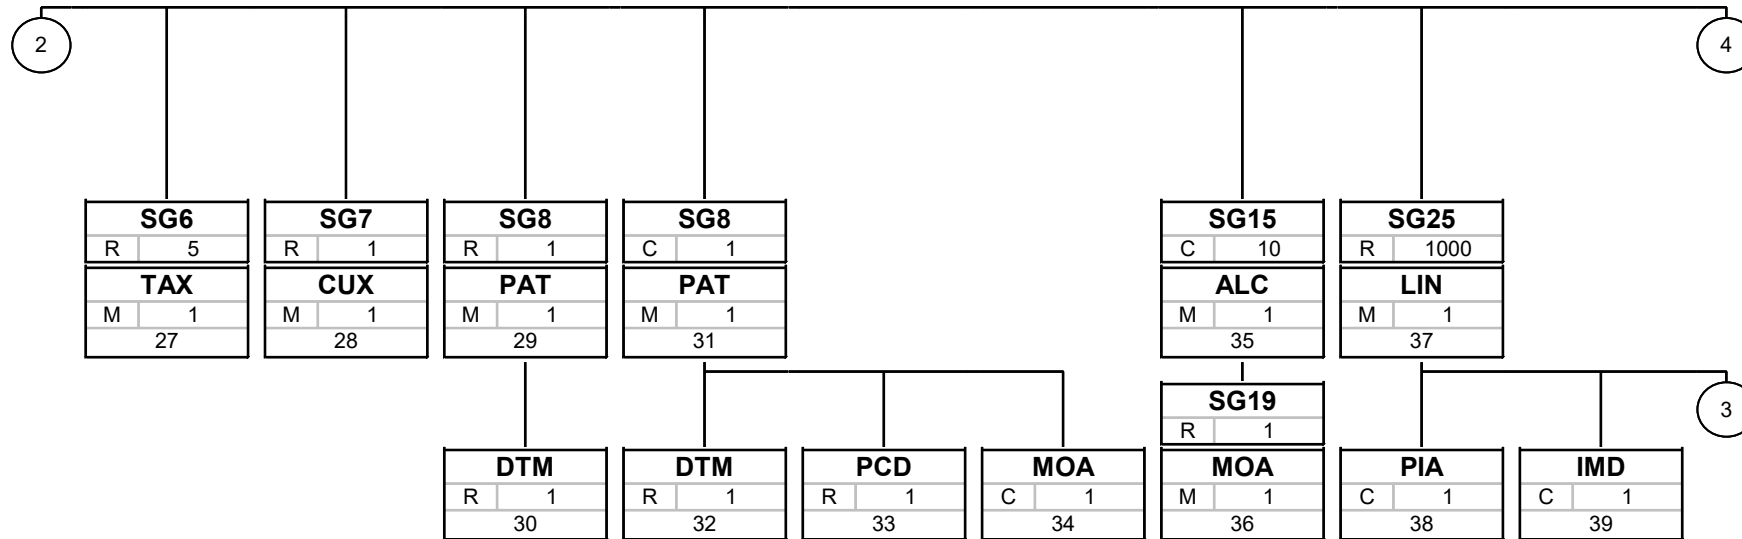 2
4
SG6 SG7 SG8 SG8 SG15 SG25
R 5 R 1 R 1 C 1 C 10 R 1000
TAX CUX PAT PAT ALC LIN
M 1 M 1 M 1 M 1 M 1 M 1
27 28 29 31 35 37
SG19
3
R 1
DTM DTM PCD MOA MOA PIA IMD
R 1 R 1 R 1 C 1 M 1 C 1 C 1
30 32 33 34 36 38 39